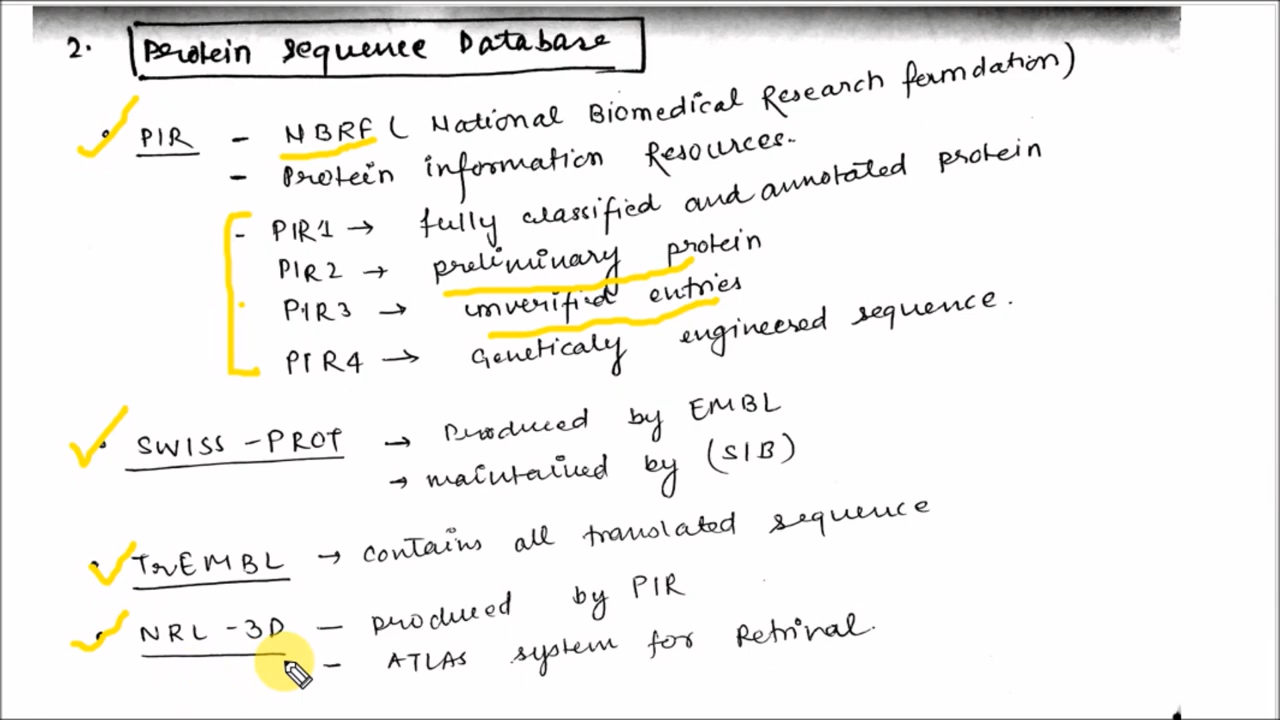 2. Protein sequence Database
PIR - NBRF ( National Biomedical Research foundation)
- Protein information Resources.
- PIR1 → fully classified and annotated protein
PIR2 → preliminary protein
PIR3 → unverified entries
PIR4 → Geneticaly engineered sequence.
SWISS-PROT → Produced by EMBL
→ maintained by (SIB)
TrEMBL → contains all translated sequence
NRL-3D - produced by PIR
- ATLAS system for Retrival.